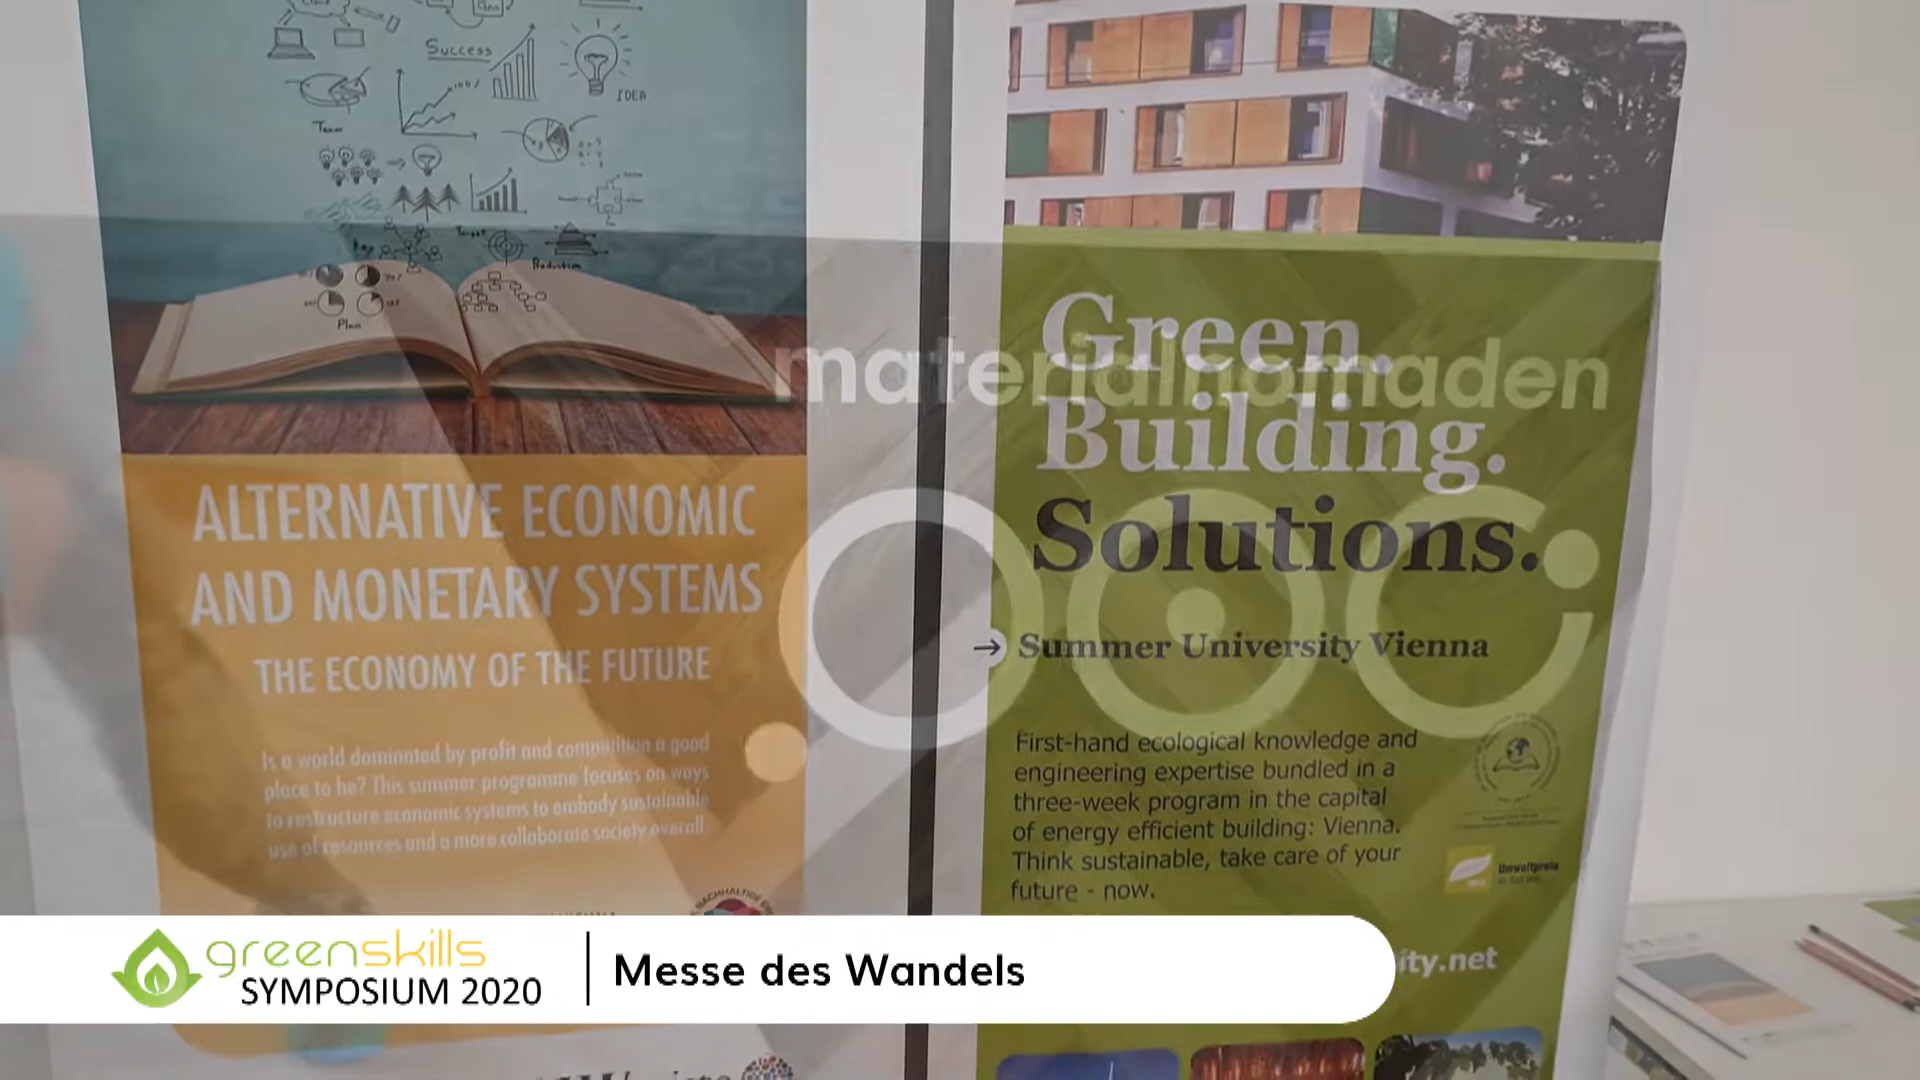 Success
IDEA
100%
Team
Target
Key
Production
Plan
ALTERNATIVE ECONOMIC
AND MONETARY SYSTEMS
THE ECONOMY OF THE FUTURE
Is a world dominated by profit and competition a good
place to be? This summer programme focuses on ways
to restructure economic systems to embody sustainable
use of resources and a more collaborate society overall
materialnomaden
Green.
Building.
Solutions.
→ Summer University Vienna
First-hand ecological knowledge and
engineering expertise bundled in a
three-week program in the capital
of energy efficient building: Vienna.
Think sustainable, take care of your
future - now.
Umweltpreis
ity.net
greenskills
SYMPOSIUM 2020
Messe des Wandels